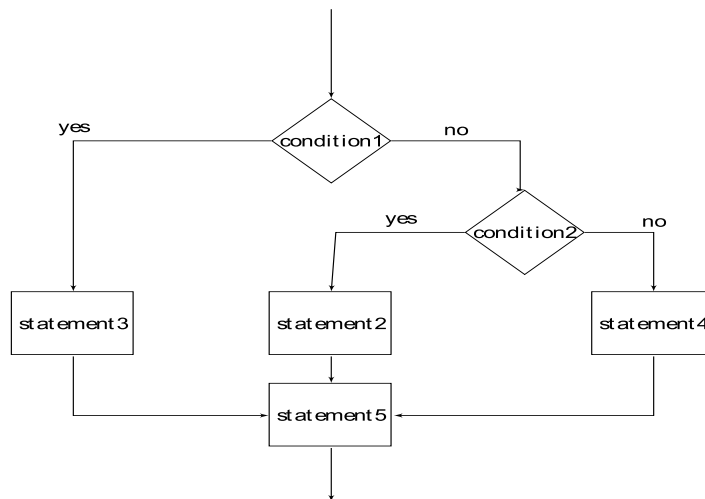 yes
condition1
no
yes
condition2
no
statement3
statement2
statement4
statement5